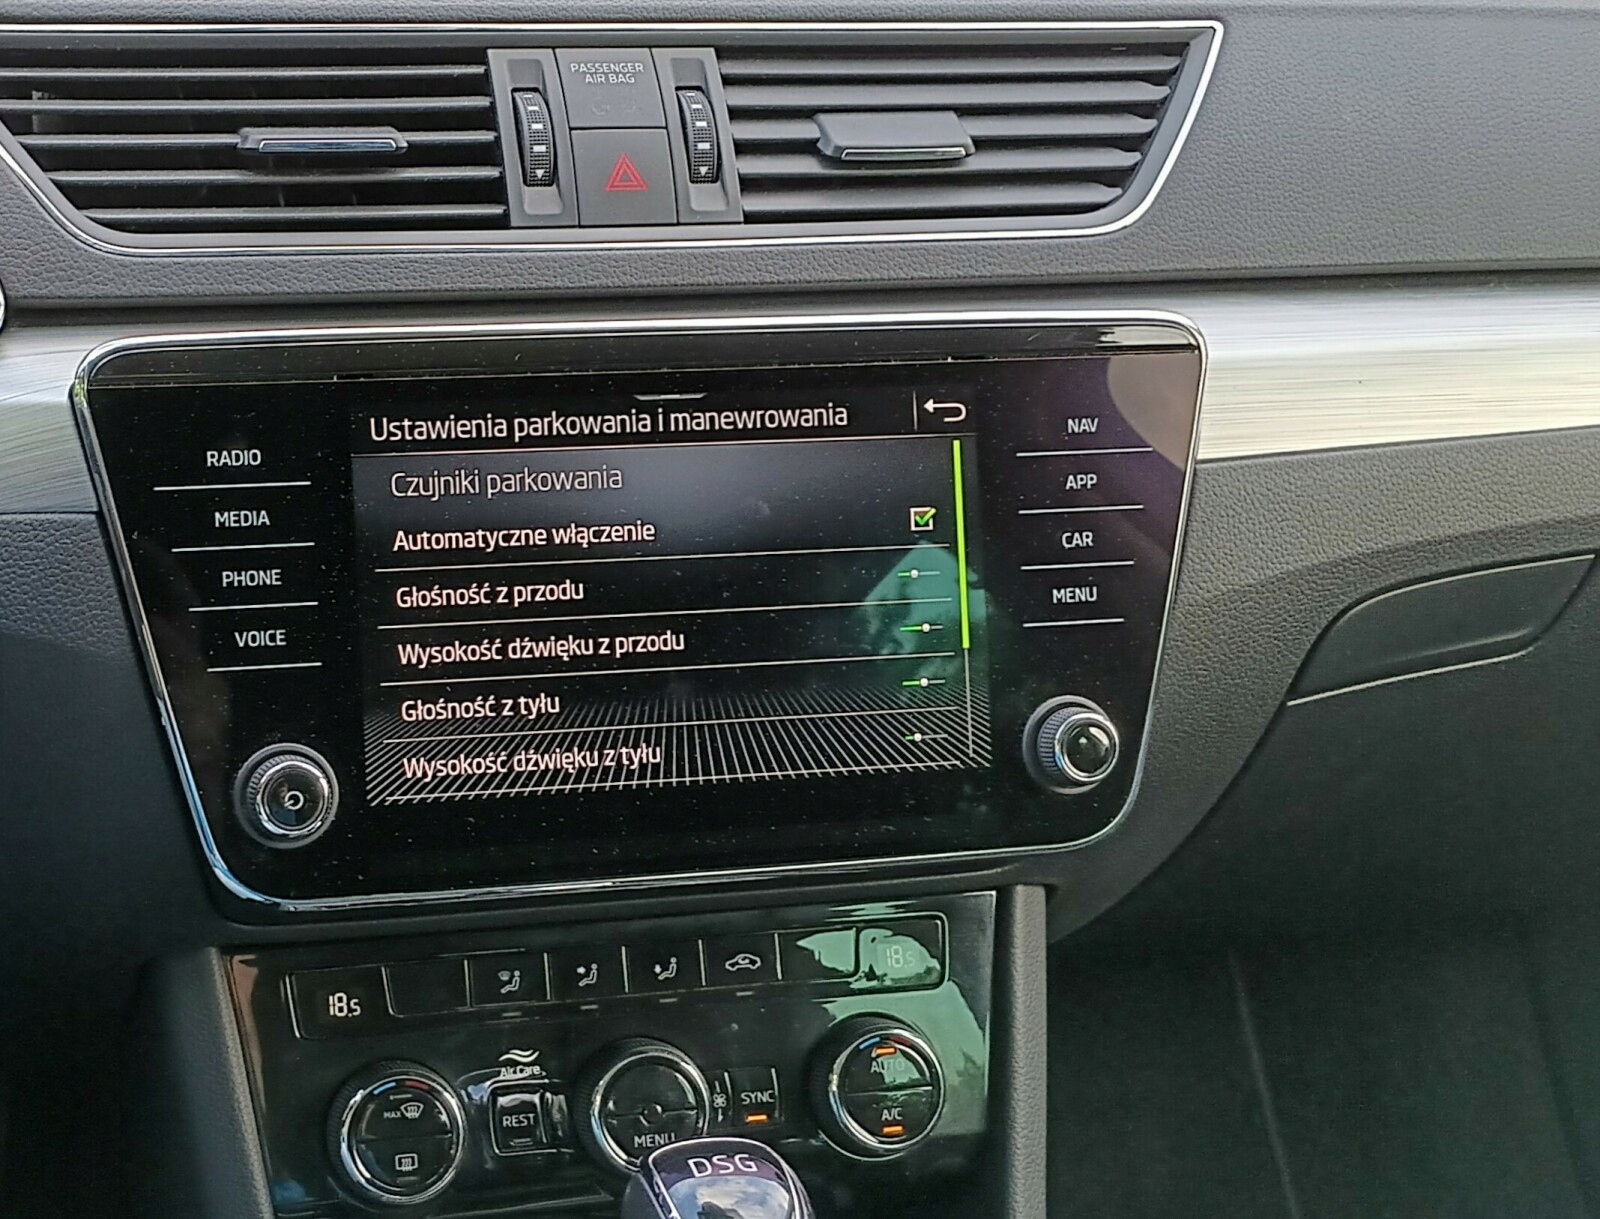 PASSENGER
AIR BAG
Ustawienia parkowania i manewrowania
Czujniki parkowania
Automatyczne włączenie
Głośność z przodu
Wysokość dźwięku z przodu
Głośność z tyłu
Wysokość dźwięku z tyłu
RADIO
MEDIA
PHONE
VOICE
NAV
APP
CAR
MENU
18.5
18.5
Air Care
MAX
REST
MENU
SYNC
AUTO
A/C
DSG